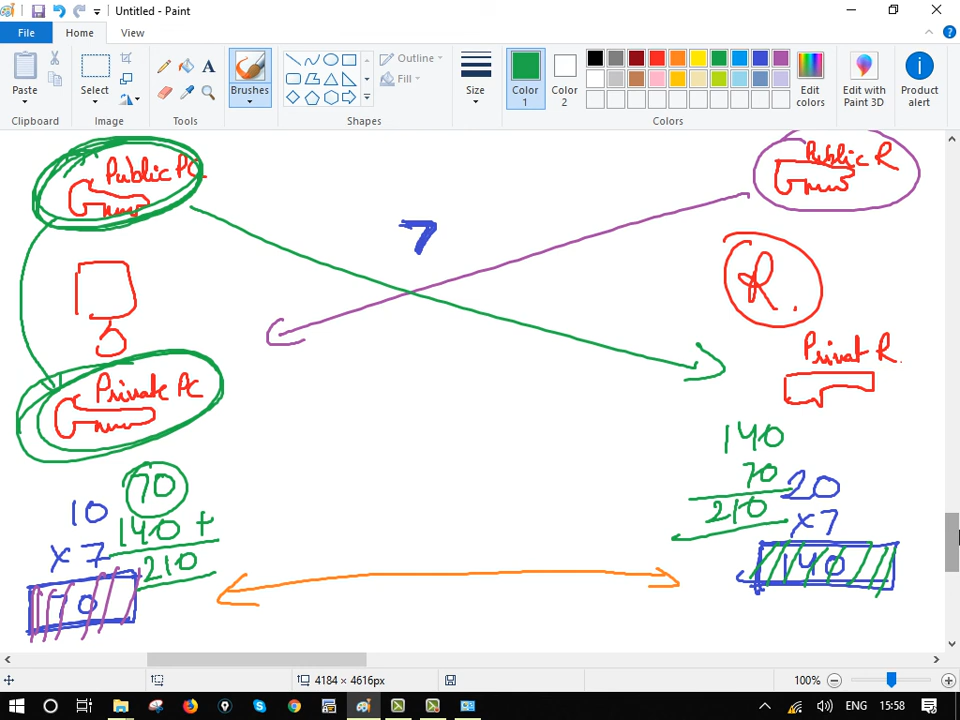 Untitled - Paint
File
Home
View
Paste
Select
Brushes
Outline
Fill
Size
Color
1
Color
2
Edit
colors
Edit with
Paint 3D
Product
alert
Clipboard
Image
Tools
Shapes
Colors
Public PC
Public R
7
R.
Private PC
Privat R.
10
x 7
70
70
140 +
210
140
70
210
20
x 7
140
4184 × 4616px
100%
ENG
15:58